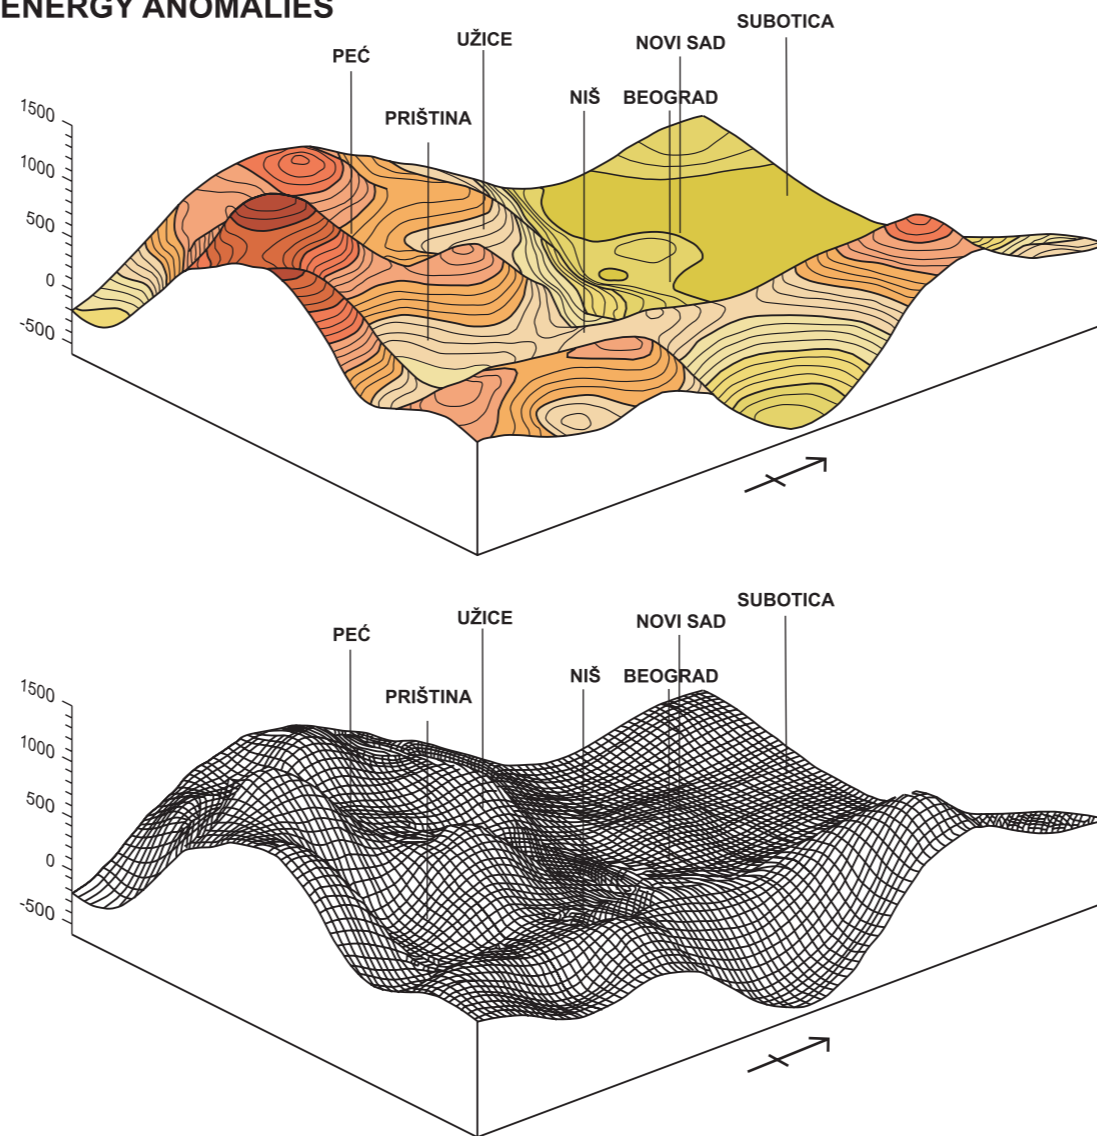 ENERGY ANOMALIES
SUBOTICA
UŽICE
NOVI SAD
PEĆ
NIŠ
BEOGRAD
PRIŠTINA
1500
1000
500
0
-500
SUBOTICA
UŽICE
NOVI SAD
PEĆ
NIŠ
BEOGRAD
PRIŠTINA
1500
1000
500
0
-500